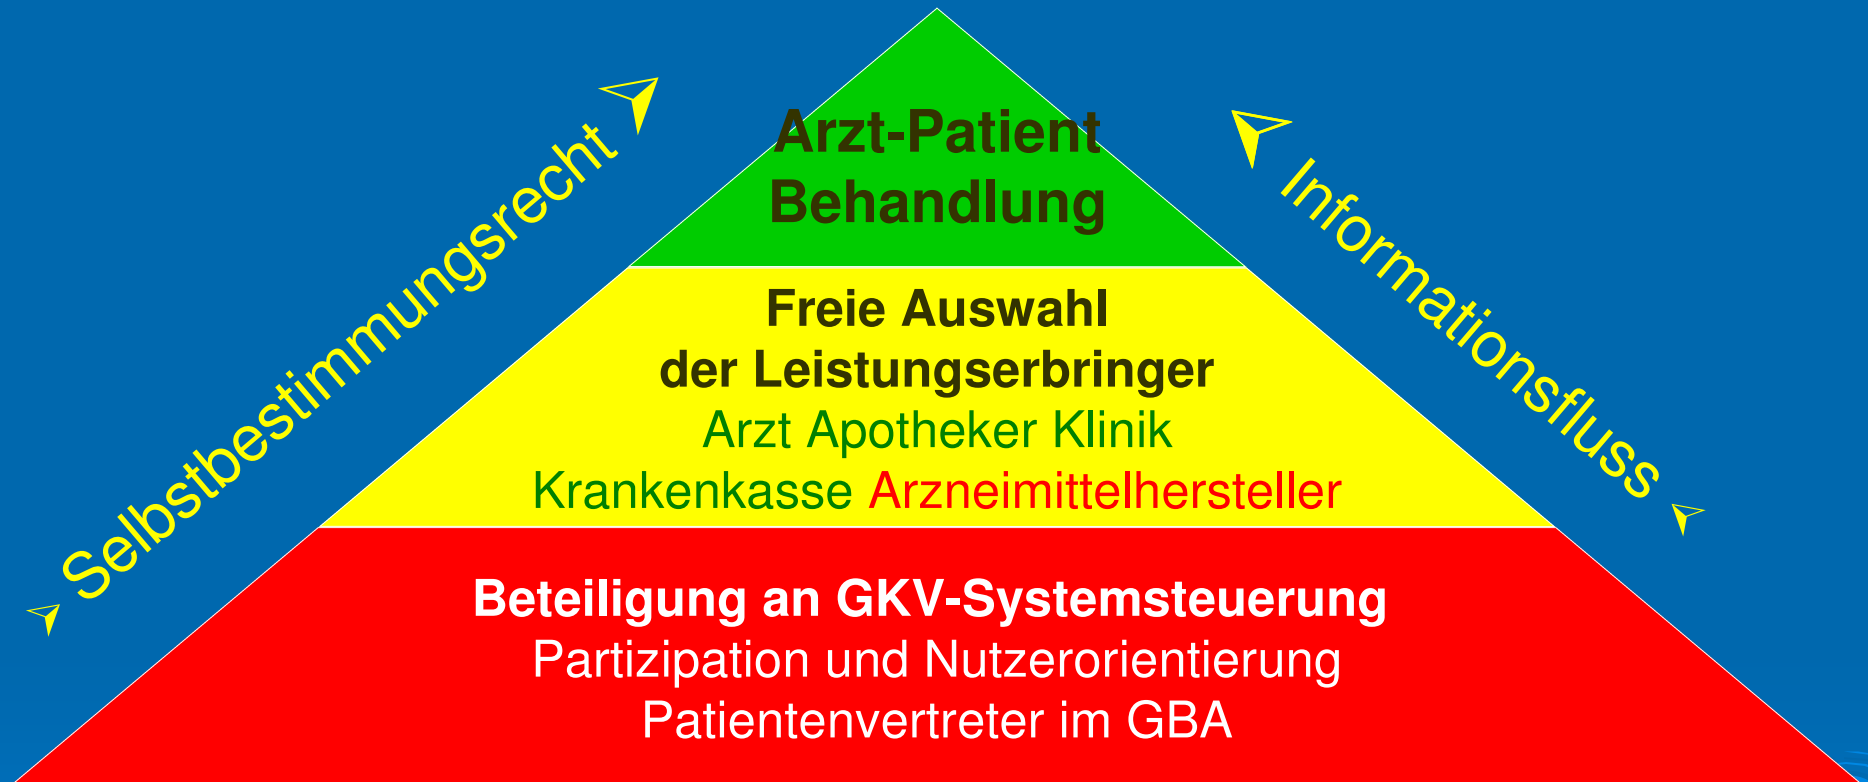 Selbstbestimmungsrecht
Informationsfluss
Arzt-Patient
Behandlung
Freie Auswahl
der Leistungserbringer
Arzt Apotheker Klinik
Krankenkasse Arzneimittelhersteller
Beteiligung an GKV-Systemsteuerung
Partizipation und Nutzerorientierung
Patientenvertreter im GBA